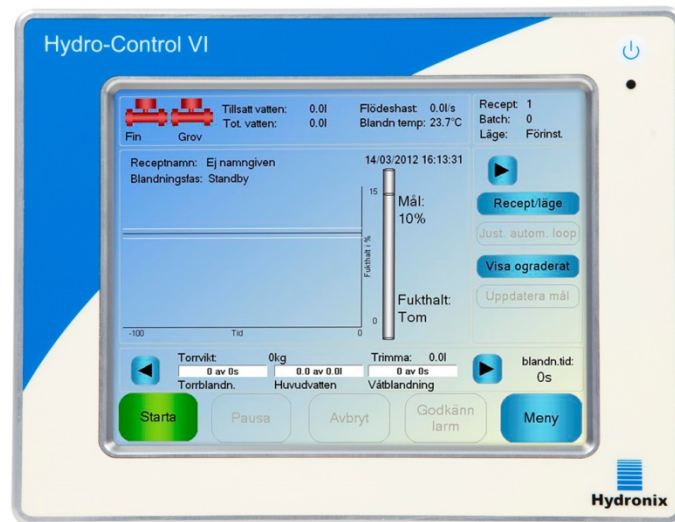 Hydro-Control VI
Fin Grov
Tillsatt vatten: 0.0l
Tot. vatten: 0.0l
Flödeshast: 0.0l/s
Blandn temp: 23.7°C
Recept: 1
Batch: 0
Läge: Förinst.
Receptnamn: Ej namngiven
Blandningsfas: Standby
14/03/2012 16:13:31
15
Fukthalt i %
0
-100 Tid 0
Mål:
10%
Fukthalt:
Tom
Recept/läge
Just. autom. loop
Visa ograderat
Uppdatera mål
Torrvikt: 0kg Trimma: 0.0l
0 av 0s 0.0 av 0.0l 0 av 0s
Torrblandn. Huvudvatten Våtblandning
blandn.tid:
0s
Starta
Pausa
Avbryt
Godkänn
larm
Meny
Hydronix